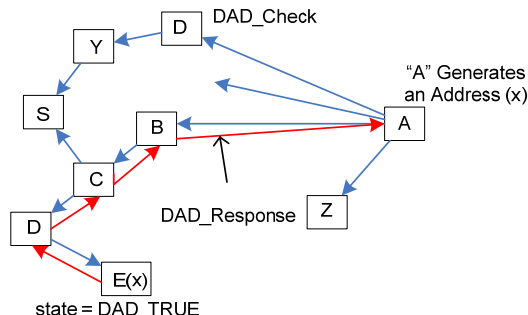 D
DAD_Check
Y
"A" Generates
an Address (x)
S
B
A
C
DAD_Response
Z
D
E(x)
state = DAD_TRUE